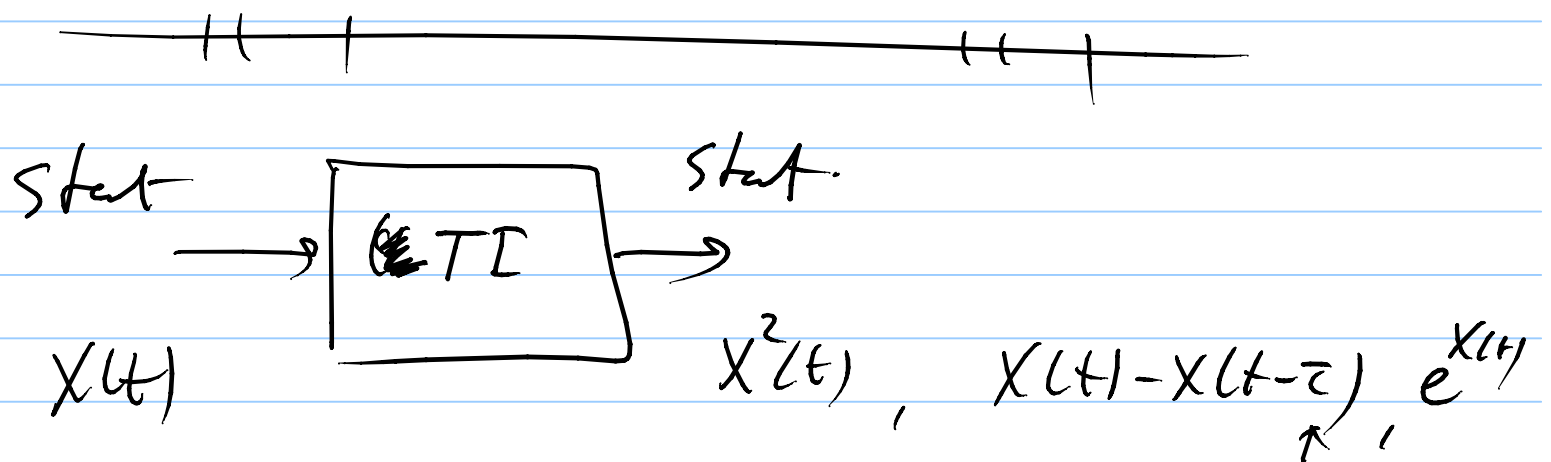 Stat Stat.
TI
X(t) X²(t), X(t)-X(t-τ), e^{X(t)}